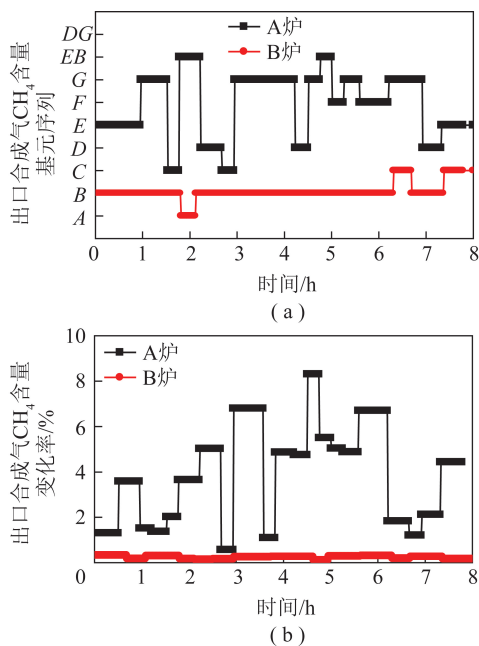 出口合成气CH₄含量
基元序列
DG
EB
G
F
E
D
C
B
A
A炉
B炉
0 1 2 3 4 5 6 7 8
时间/h
( a )
出口合成气CH₄含量
变化率/%
10
8
6
4
2
0
A炉
B炉
1 2 3 4 5 6 7 8
时间/h
( b )